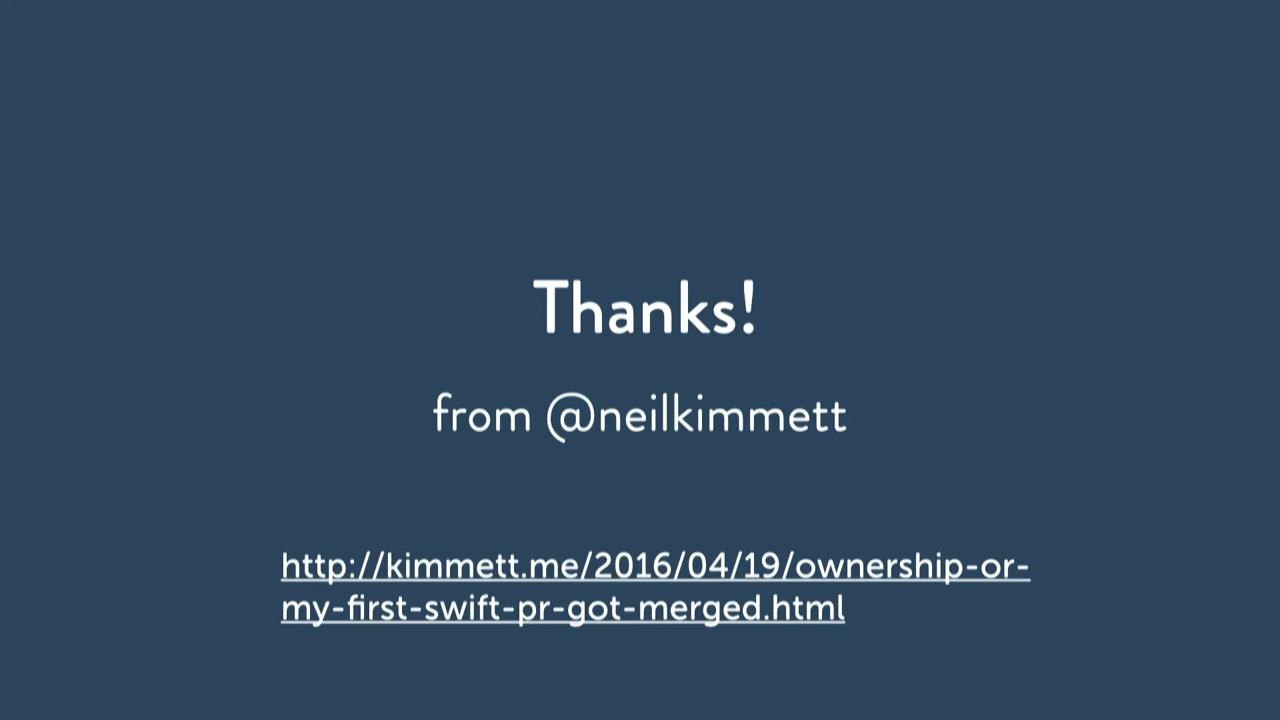 Thanks!
from @neilkimmett
http://kimmett.me/2016/04/19/ownership-or-
my-first-swift-pr-got-merged.html